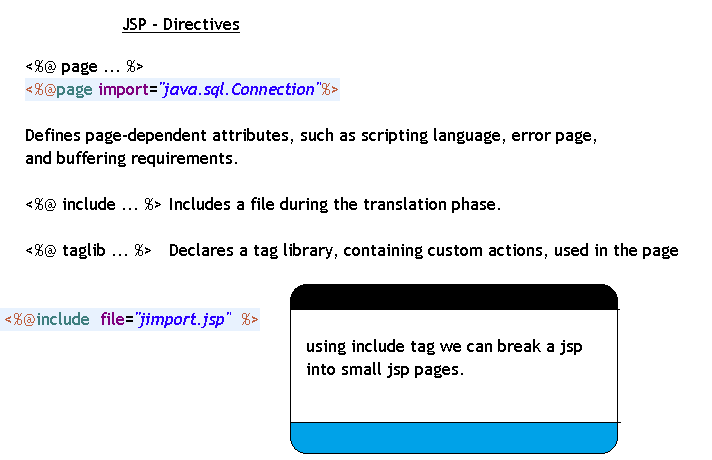 JSP - Directives
<%@ page ... %>
<%@page import="java.sql.Connection"%>
Defines page-dependent attributes, such as scripting language, error page,
and buffering requirements.
<%@ include ... %> Includes a file during the translation phase.
<%@ taglib ... %> Declares a tag library, containing custom actions, used in the page
<%@include file="jimport.jsp" %>
using include tag we can break a jsp
into small jsp pages.